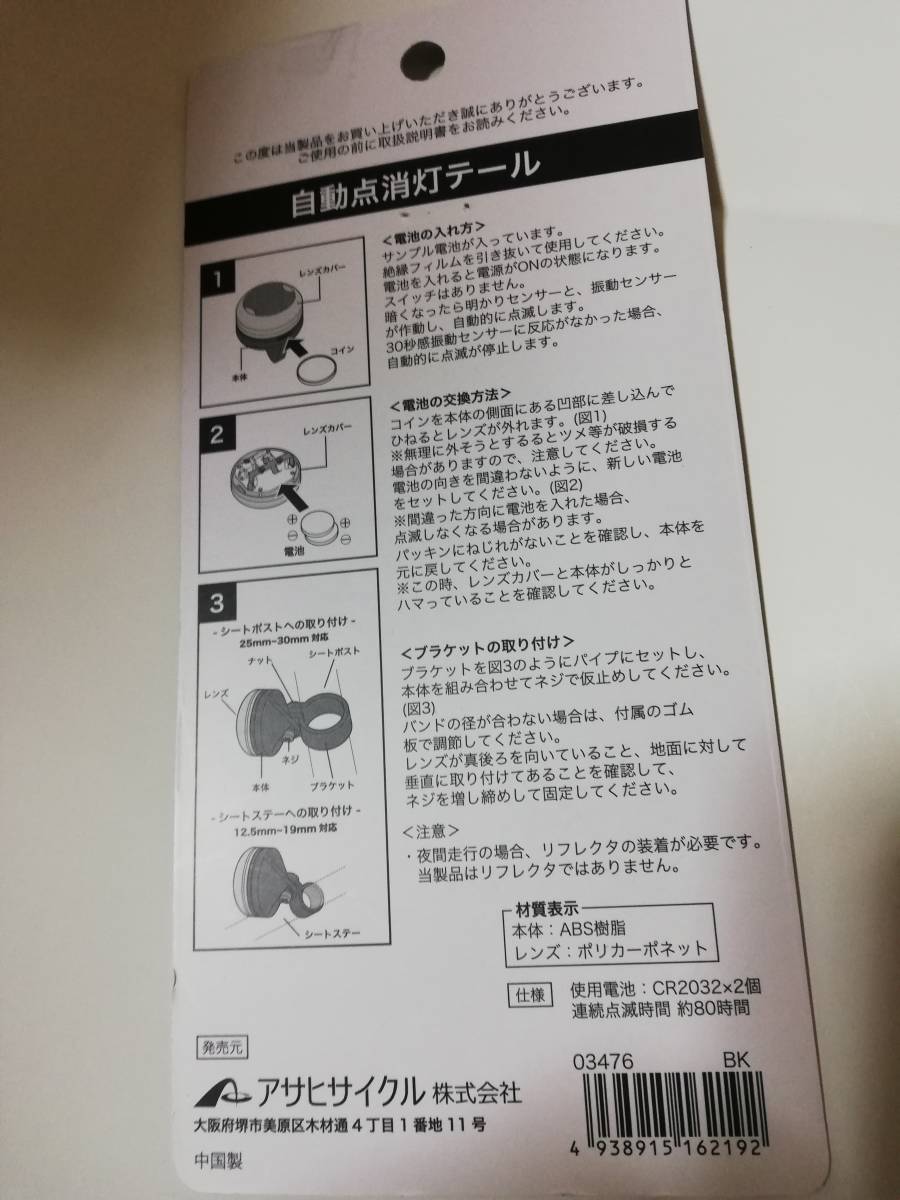 この度は当製品をお買い上げいただき誠にありがとうございます。
ご使用の前に取扱説明書をお読みください。
自動点消灯テール
1
レンズカバー
本体
コイン
<電池の入れ方>
サンプル電池が入っています。
絶縁フィルムを引き抜いて使用してください。
電池を入れると電源がONの状態になります。
スイッチはありません。
暗くなったら明かりセンサーと、振動センサー
が作動し、自動的に点滅します。
30秒感振動センサーに反応がなかった場合、
自動的に点滅が停止します。
2
レンズカバー
⊕
⊖
⊕
⊖
電池
<電池の交換方法>
コインを本体の側面にある凹部に差し込んで
ひねるとレンズが外れます。(図1)
※無理に外そうとするるとツメ等が破損する
場合がありますので、注意してください。
電池の向きを間違わないように、新しい電池
をセットしてください。(図2)
※間違った方向に電池を入れた場合、
点滅しなくなる場合があります。
パッキンにねじれがないことを確認し、本体を
元に戻してください。
※この時、レンズカバーと本体がしっかりと
ハマっていることを確認してください。
3
- シートポストへの取り付け -
25mm~30mm 対応
ナット
シートポスト
レンズ
ネジ
本体
ブラケット
- シートステーへの取り付け -
12.5mm~19mm 対応
シートステー
<ブラケットの取り付け>
ブラケットを図3のようにパイプにセットし、
本体を組み合わせてネジで仮止めしてください。
(図3)
バンドの径が合わない場合は、付属のゴム
板で調節してください。
レンズが真後ろを向いていること、地面に対して
垂直に取り付けてあることを確認して、
ネジを増し締めして固定してください。
<注意>
・夜間走行の場合、リフレクタの装着が必要です。
当製品はリフレクタではありません。
材質表示
本体：ABS樹脂
レンズ：ポリカーポネット
仕様
使用電池：CR2032×2個
連続点滅時間 約80時間
発売元
アサヒサイクル 株式会社
大阪府堺市美原区木材通4丁目1番地11号
中国製
03476 BK
4 938915 162192